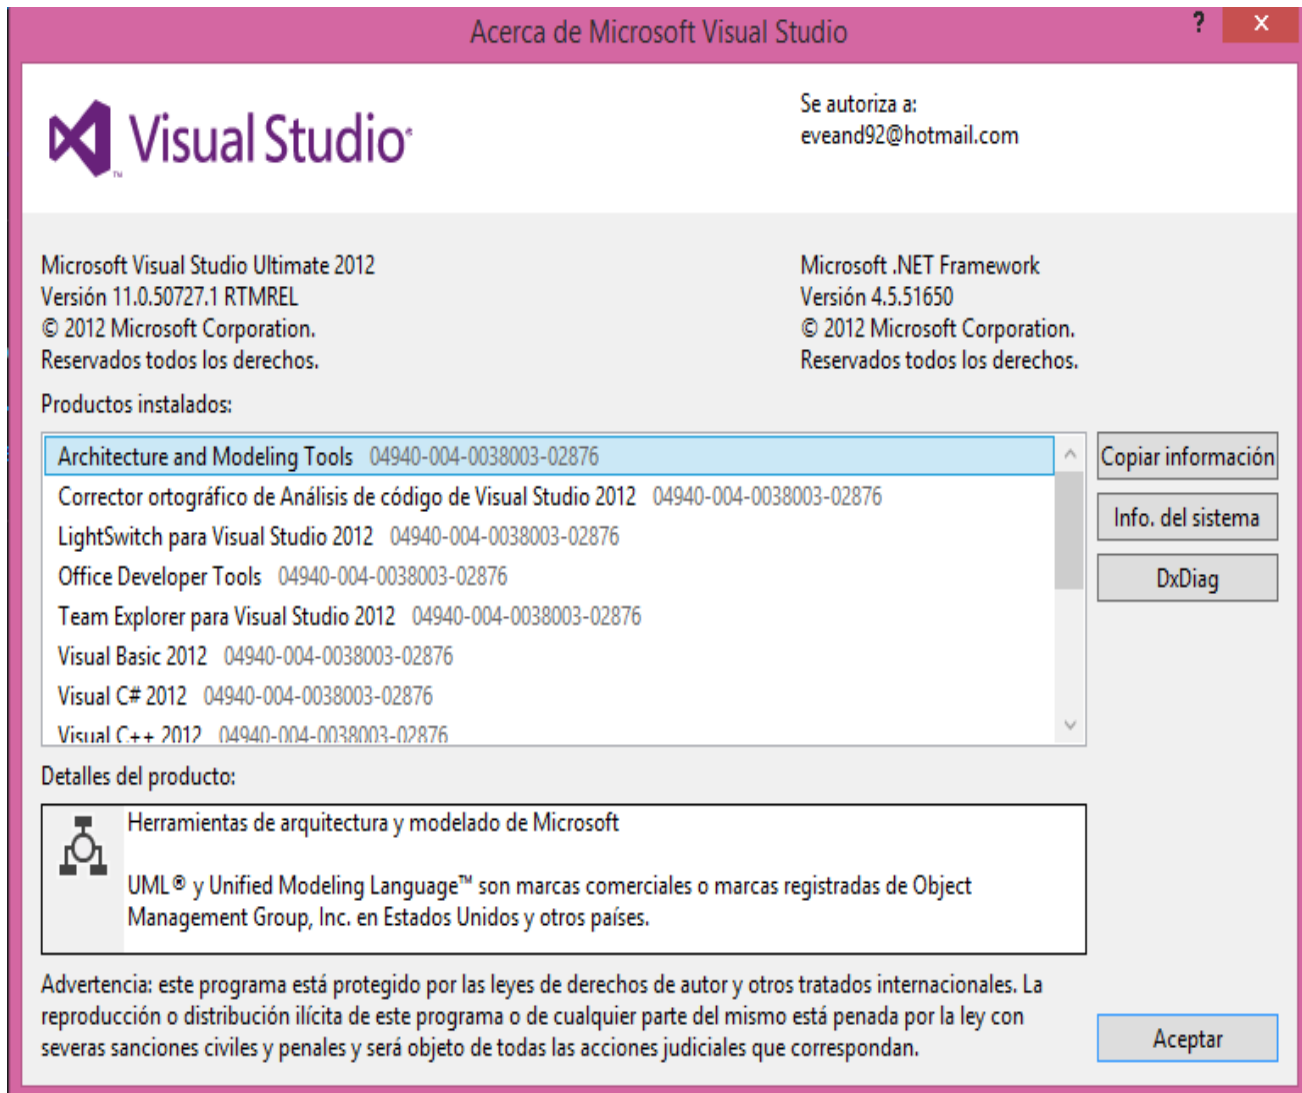 Acerca de Microsoft Visual Studio
?
x
Visual Studio®
™
Se autoriza a:
eveand92@hotmail.com
Microsoft Visual Studio Ultimate 2012
Versión 11.0.50727.1 RTMREL
© 2012 Microsoft Corporation.
Reservados todos los derechos.
Microsoft .NET Framework
Versión 4.5.51650
© 2012 Microsoft Corporation.
Reservados todos los derechos.
Productos instalados:
Architecture and Modeling Tools 04940-004-0038003-02876
Corrector ortográfico de Análisis de código de Visual Studio 2012 04940-004-0038003-02876
LightSwitch para Visual Studio 2012 04940-004-0038003-02876
Office Developer Tools 04940-004-0038003-02876
Team Explorer para Visual Studio 2012 04940-004-0038003-02876
Visual Basic 2012 04940-004-0038003-02876
Visual C# 2012 04940-004-0038003-02876
Visual C++ 2012 04940-004-0038003-02876
Copiar información
Info. del sistema
DxDiag
Detalles del producto:
Herramientas de arquitectura y modelado de Microsoft
UML® y Unified Modeling Language™ son marcas comerciales o marcas registradas de Object
Management Group, Inc. en Estados Unidos y otros países.
Advertencia: este programa está protegido por las leyes de derechos de autor y otros tratados internacionales. La
reproducción o distribución ilícita de este programa o de cualquier parte del mismo está penada por la ley con
severas sanciones civiles y penales y será objeto de todas las acciones judiciales que correspondan.
Aceptar